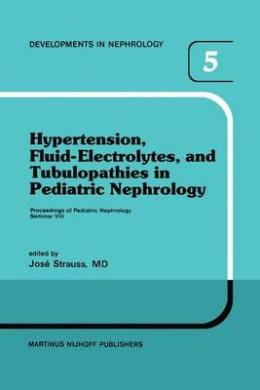 DEVELOPMENTS IN NEPHROLOGY
5
Hypertension,
Fluid-Electrolytes, and
Tubulopathies in
Pediatric Nephrology
Proceedings of Pediatric Nephrology
Seminar VIII
edited by
José Strauss, MD
MARTINUS NIJHOFF PUBLISHERS